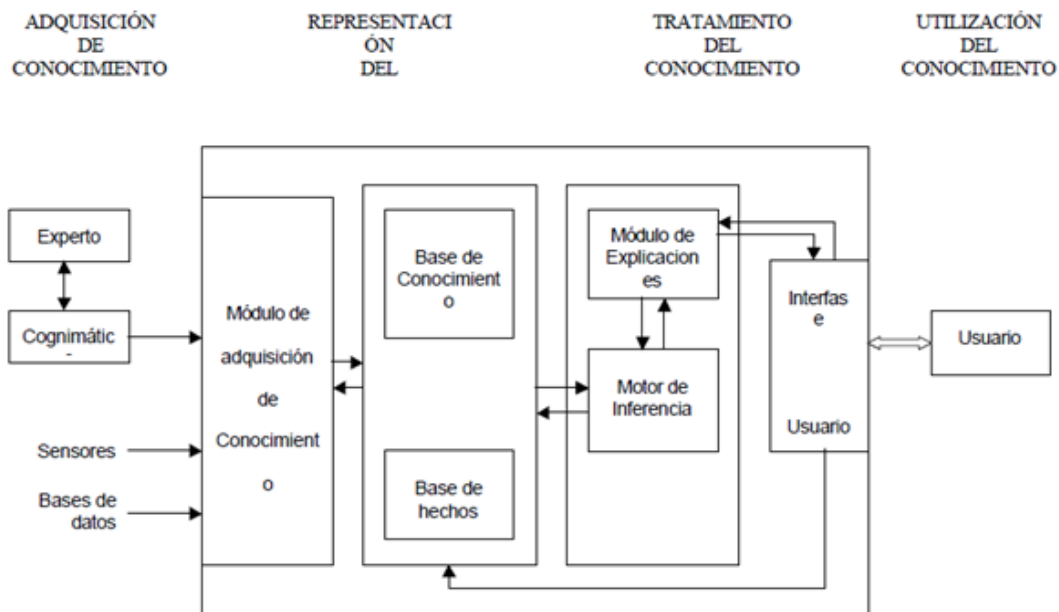 ADQUISICIÓN
DE
CONOCIMIENTO
REPRESENTACI
ÓN
DEL
TRATAMIENTO
DEL
CONOCIMIENTO
UTILIZACIÓN
DEL
CONOCIMIENTO
Experto
Cognimátic
-
Sensores
Bases de
datos
Módulo de
adquisición
de
Conocimient
o
Base de
Conocimient
o
Base de
hechos
Módulo de
Explicacion
es
Motor de
Inferencia
Interfas
e
Usuario
Usuario